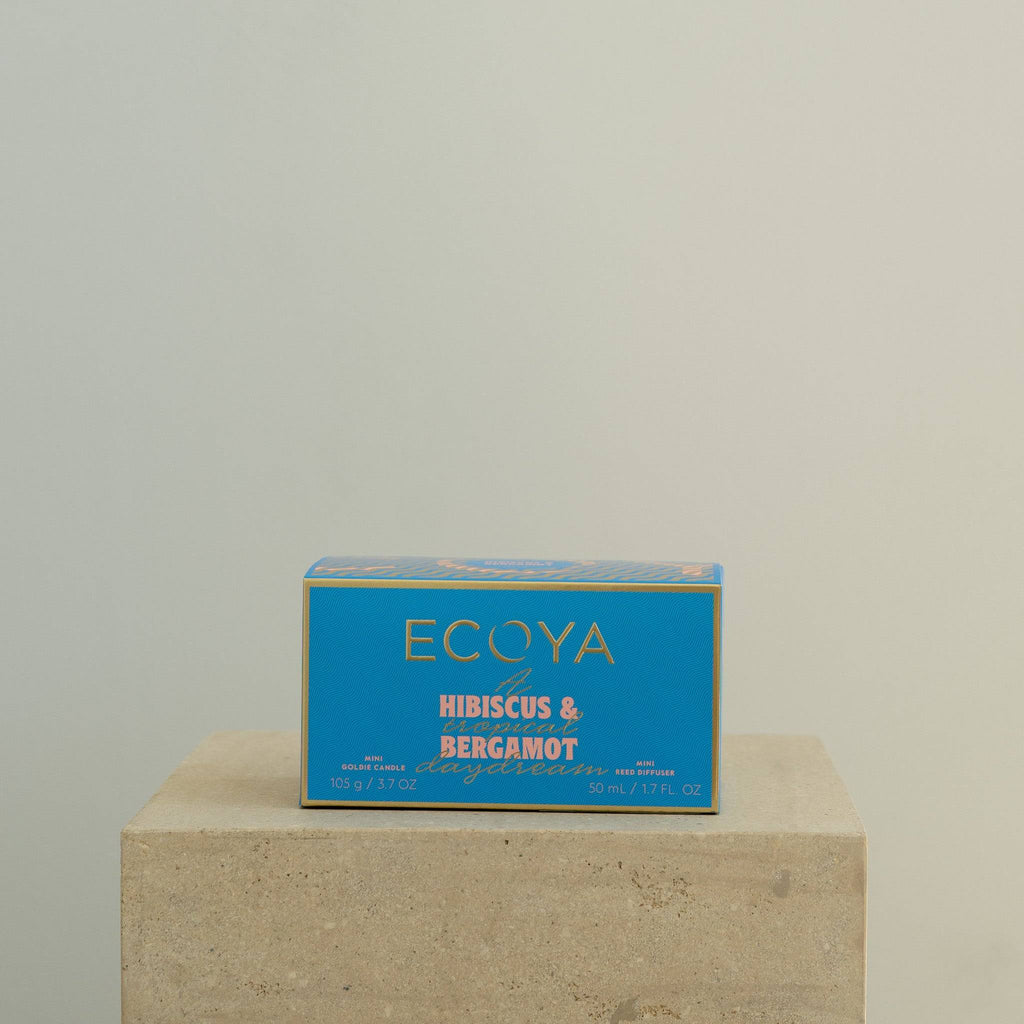 ECOYA
A
HIBISCUS &
tropical
BERGAMOT
daydream
MINI
GOLDIE CANDLE
105 g / 3.7 OZ
MINI
REED DIFFUSER
50 mL / 1.7 FL. OZ